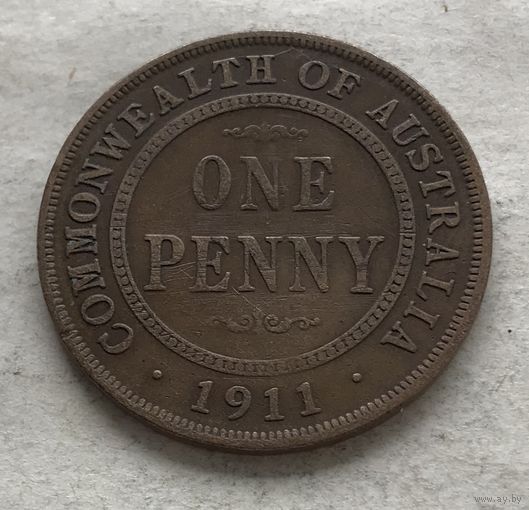 COMMONWEALTH OF AUSTRALIA
ONE
PENNY
· 1911 ·
www.ay.by